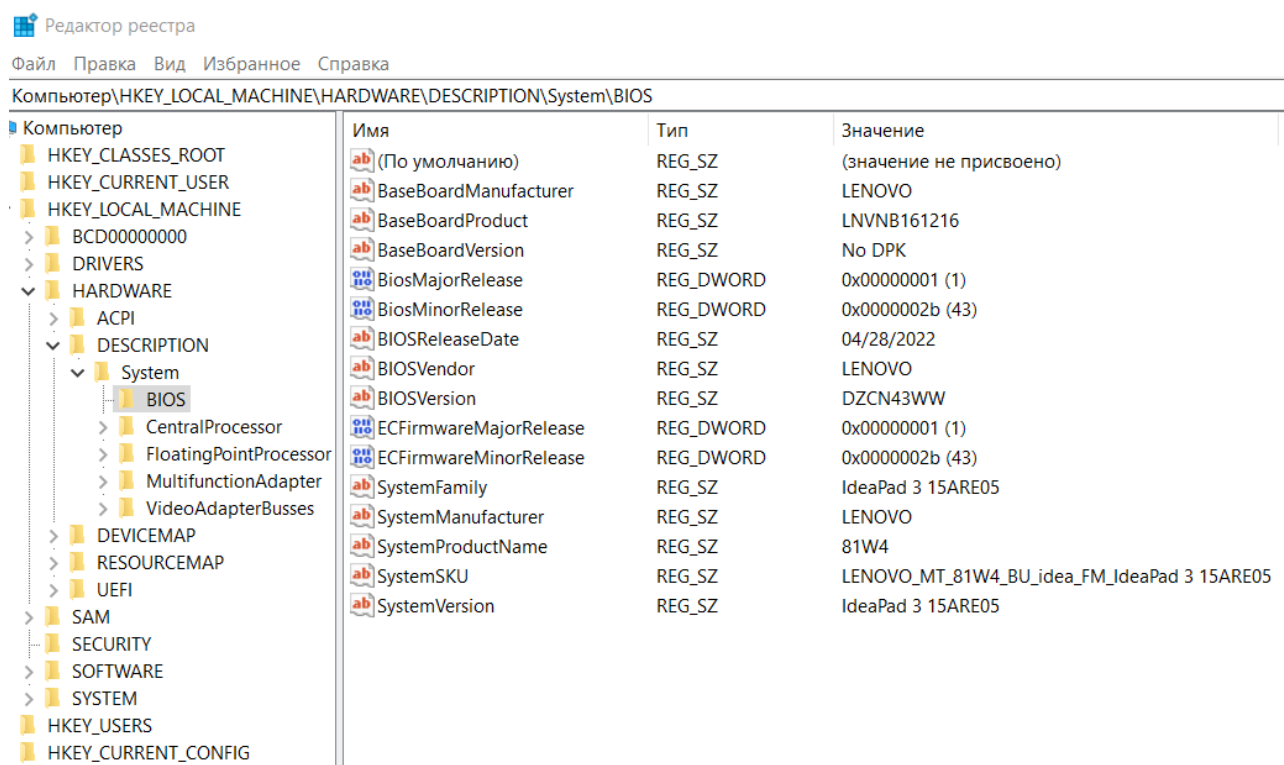 Редактор реестра
Файл Правка Вид Избранное Справка
Компьютер\HKEY_LOCAL_MACHINE\HARDWARE\DESCRIPTION\System\BIOS
Компьютер
HKEY_CLASSES_ROOT
HKEY_CURRENT_USER
HKEY_LOCAL_MACHINE
BCD00000000
DRIVERS
HARDWARE
ACPI
DESCRIPTION
System
BIOS
CentralProcessor
FloatingPointProcessor
MultifunctionAdapter
VideoAdapterBusses
DEVICEMAP
RESOURCEMAP
UEFI
SAM
SECURITY
SOFTWARE
SYSTEM
HKEY_USERS
HKEY_CURRENT_CONFIG
Имя Тип Значение
(По умолчанию) REG_SZ (значение не присвоено)
BaseBoardManufacturer REG_SZ LENOVO
BaseBoardProduct REG_SZ LNVNB161216
BaseBoardVersion REG_SZ No DPK
BiosMajorRelease REG_DWORD 0x00000001 (1)
BiosMinorRelease REG_DWORD 0x0000002b (43)
BIOSReleaseDate REG_SZ 04/28/2022
BIOSVendor REG_SZ LENOVO
BIOSVersion REG_SZ DZCN43WW
ECFirmwareMajorRelease REG_DWORD 0x00000001 (1)
ECFirmwareMinorRelease REG_DWORD 0x0000002b (43)
SystemFamily REG_SZ IdeaPad 3 15ARE05
SystemManufacturer REG_SZ LENOVO
SystemProductName REG_SZ 81W4
SystemSKU REG_SZ LENOVO_MT_81W4_BU_idea_FM_IdeaPad 3 15ARE05
SystemVersion REG_SZ IdeaPad 3 15ARE05